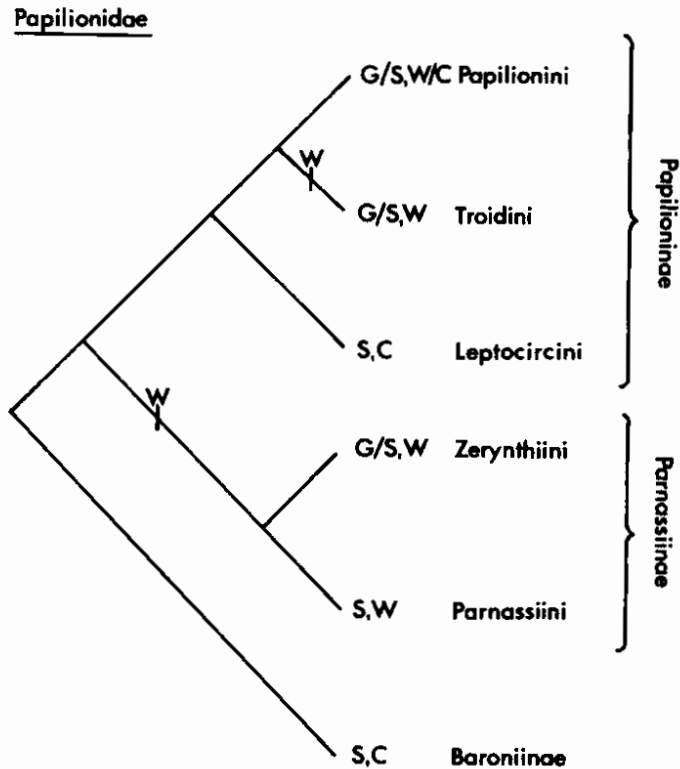 Papilionidae
G/S,W/C Papilionini
W
G/S,W Troidini
S,C Leptocircini
Papilioninae
W
G/S,W Zerynthiini
S,W Parnassiini
Parnassiinae
S,C Baroniinae